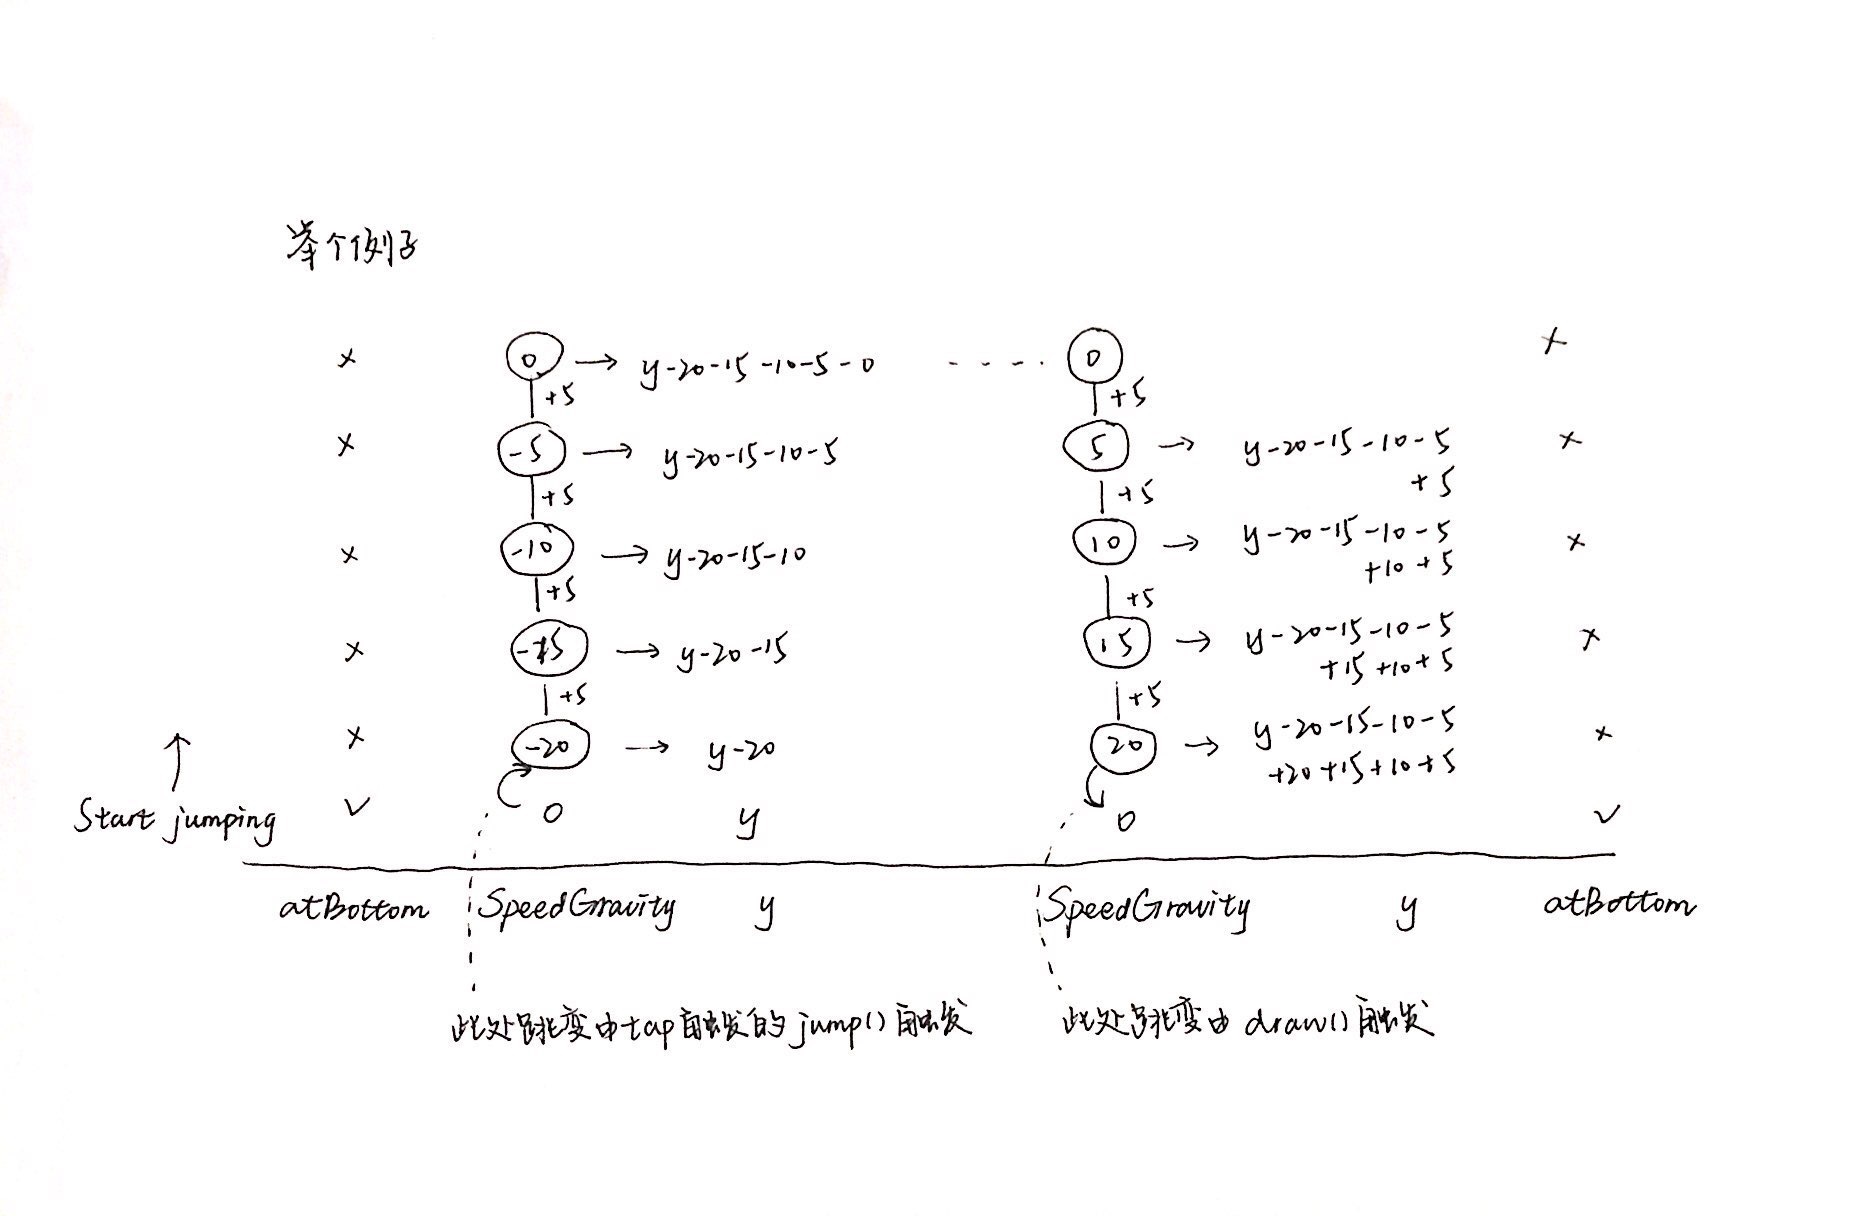 举个例子
× 0 → y-20-15-10-5-0 ---- 0 ×
+5 +5
× -5 → y-20-15-10-5 5 → y-20-15-10-5 ×
+5
+5 +5
× -10 → y-20-15-10 10 → y-20-15-10-5 ×
+10+5
+5 +5
× -15 → y-20-15 15 → y-20-15-10-5 ×
+15+10+5
+5 +5
× -20 → y-20 20 → y-20-15-10-5 ×
+20+15+10+5
Start jumping ✓ 0 y 0 ✓
atBottom SpeedGravity y SpeedGravity y atBottom
此处跳变由tap触发的jump()触发 此处跳变由draw()触发